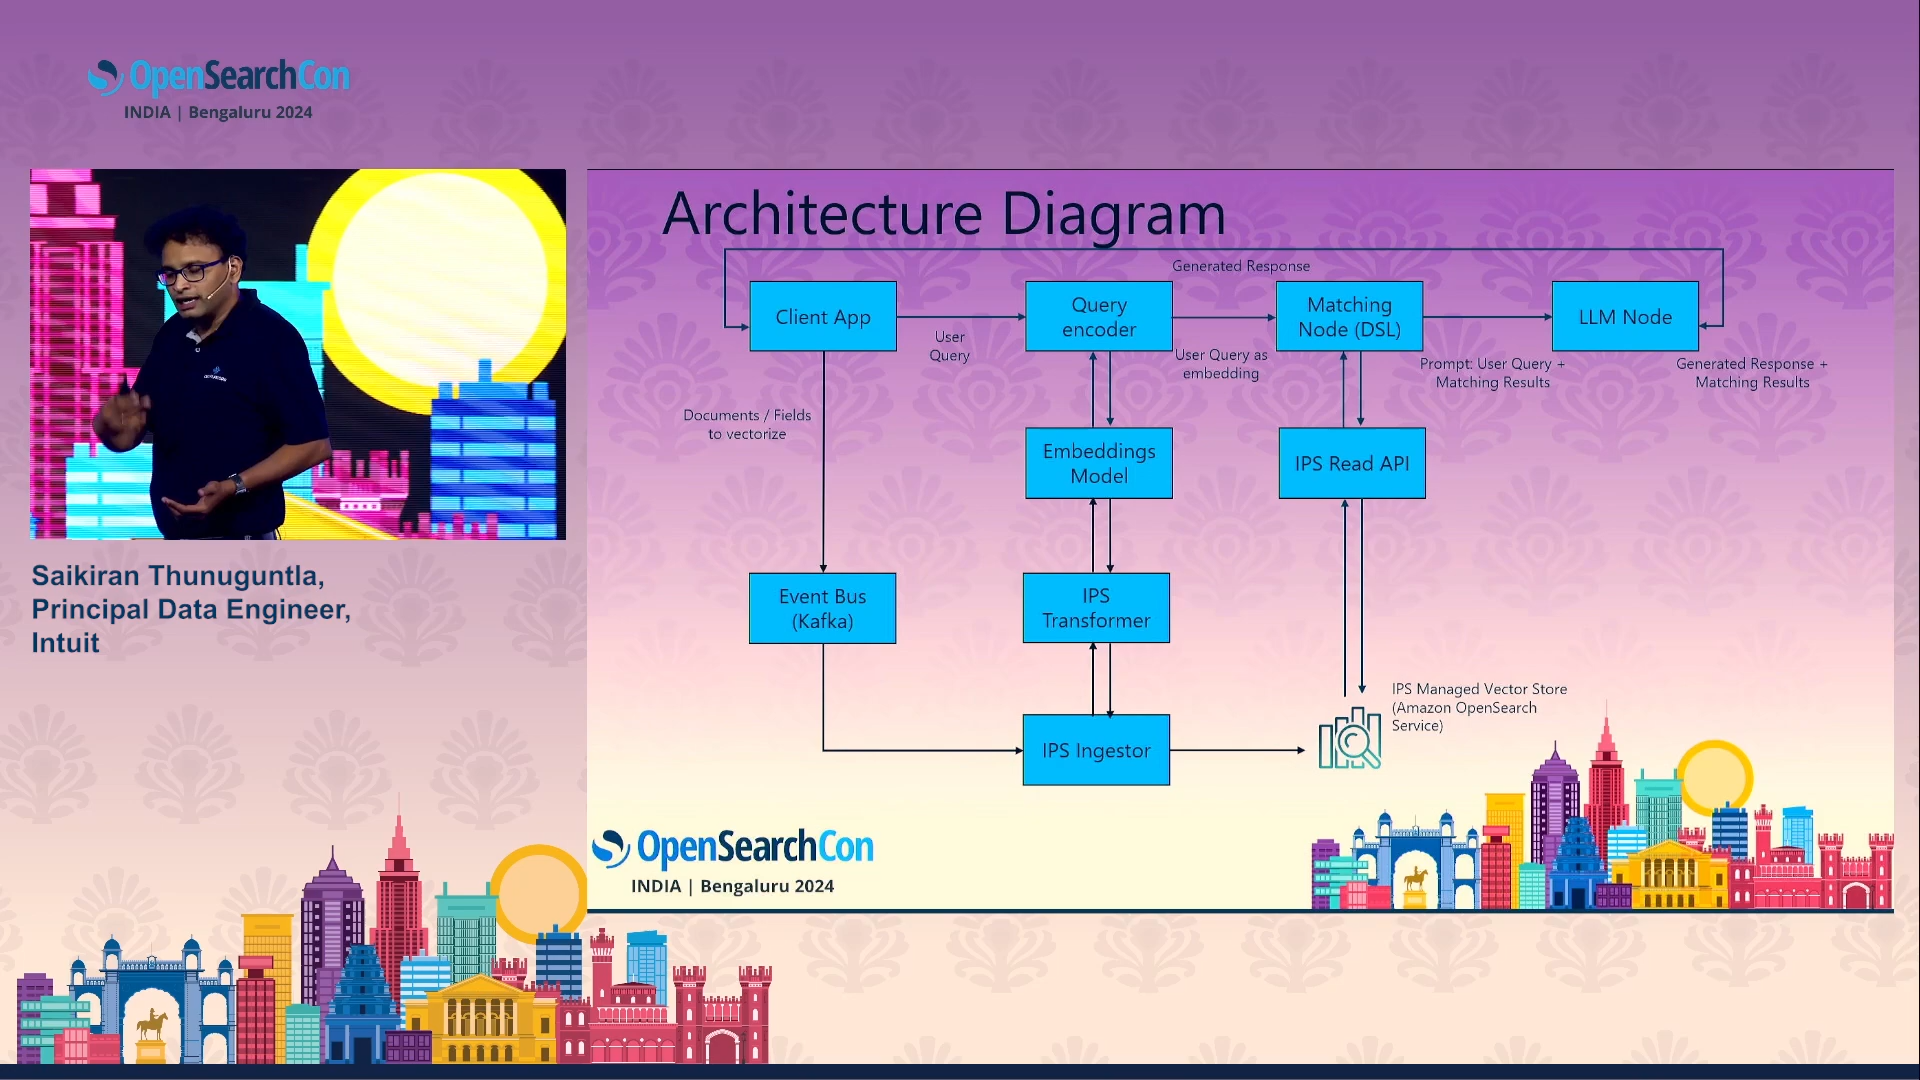 OpenSearchCon
INDIA | Bengaluru 2024
Saikiran Thunuguntla,
Principal Data Engineer,
Intuit
Architecture Diagram
Generated Response
Client App
User
Query
Query
encoder
User Query as
embedding
Matching
Node (DSL)
Prompt: User Query +
Matching Results
LLM Node
Generated Response +
Matching Results
Documents / Fields
to vectorize
Embeddings
Model
IPS Read API
Event Bus
(Kafka)
IPS
Transformer
IPS Ingestor
IPS Managed Vector Store
(Amazon OpenSearch
Service)
OpenSearchCon
INDIA | Bengaluru 2024